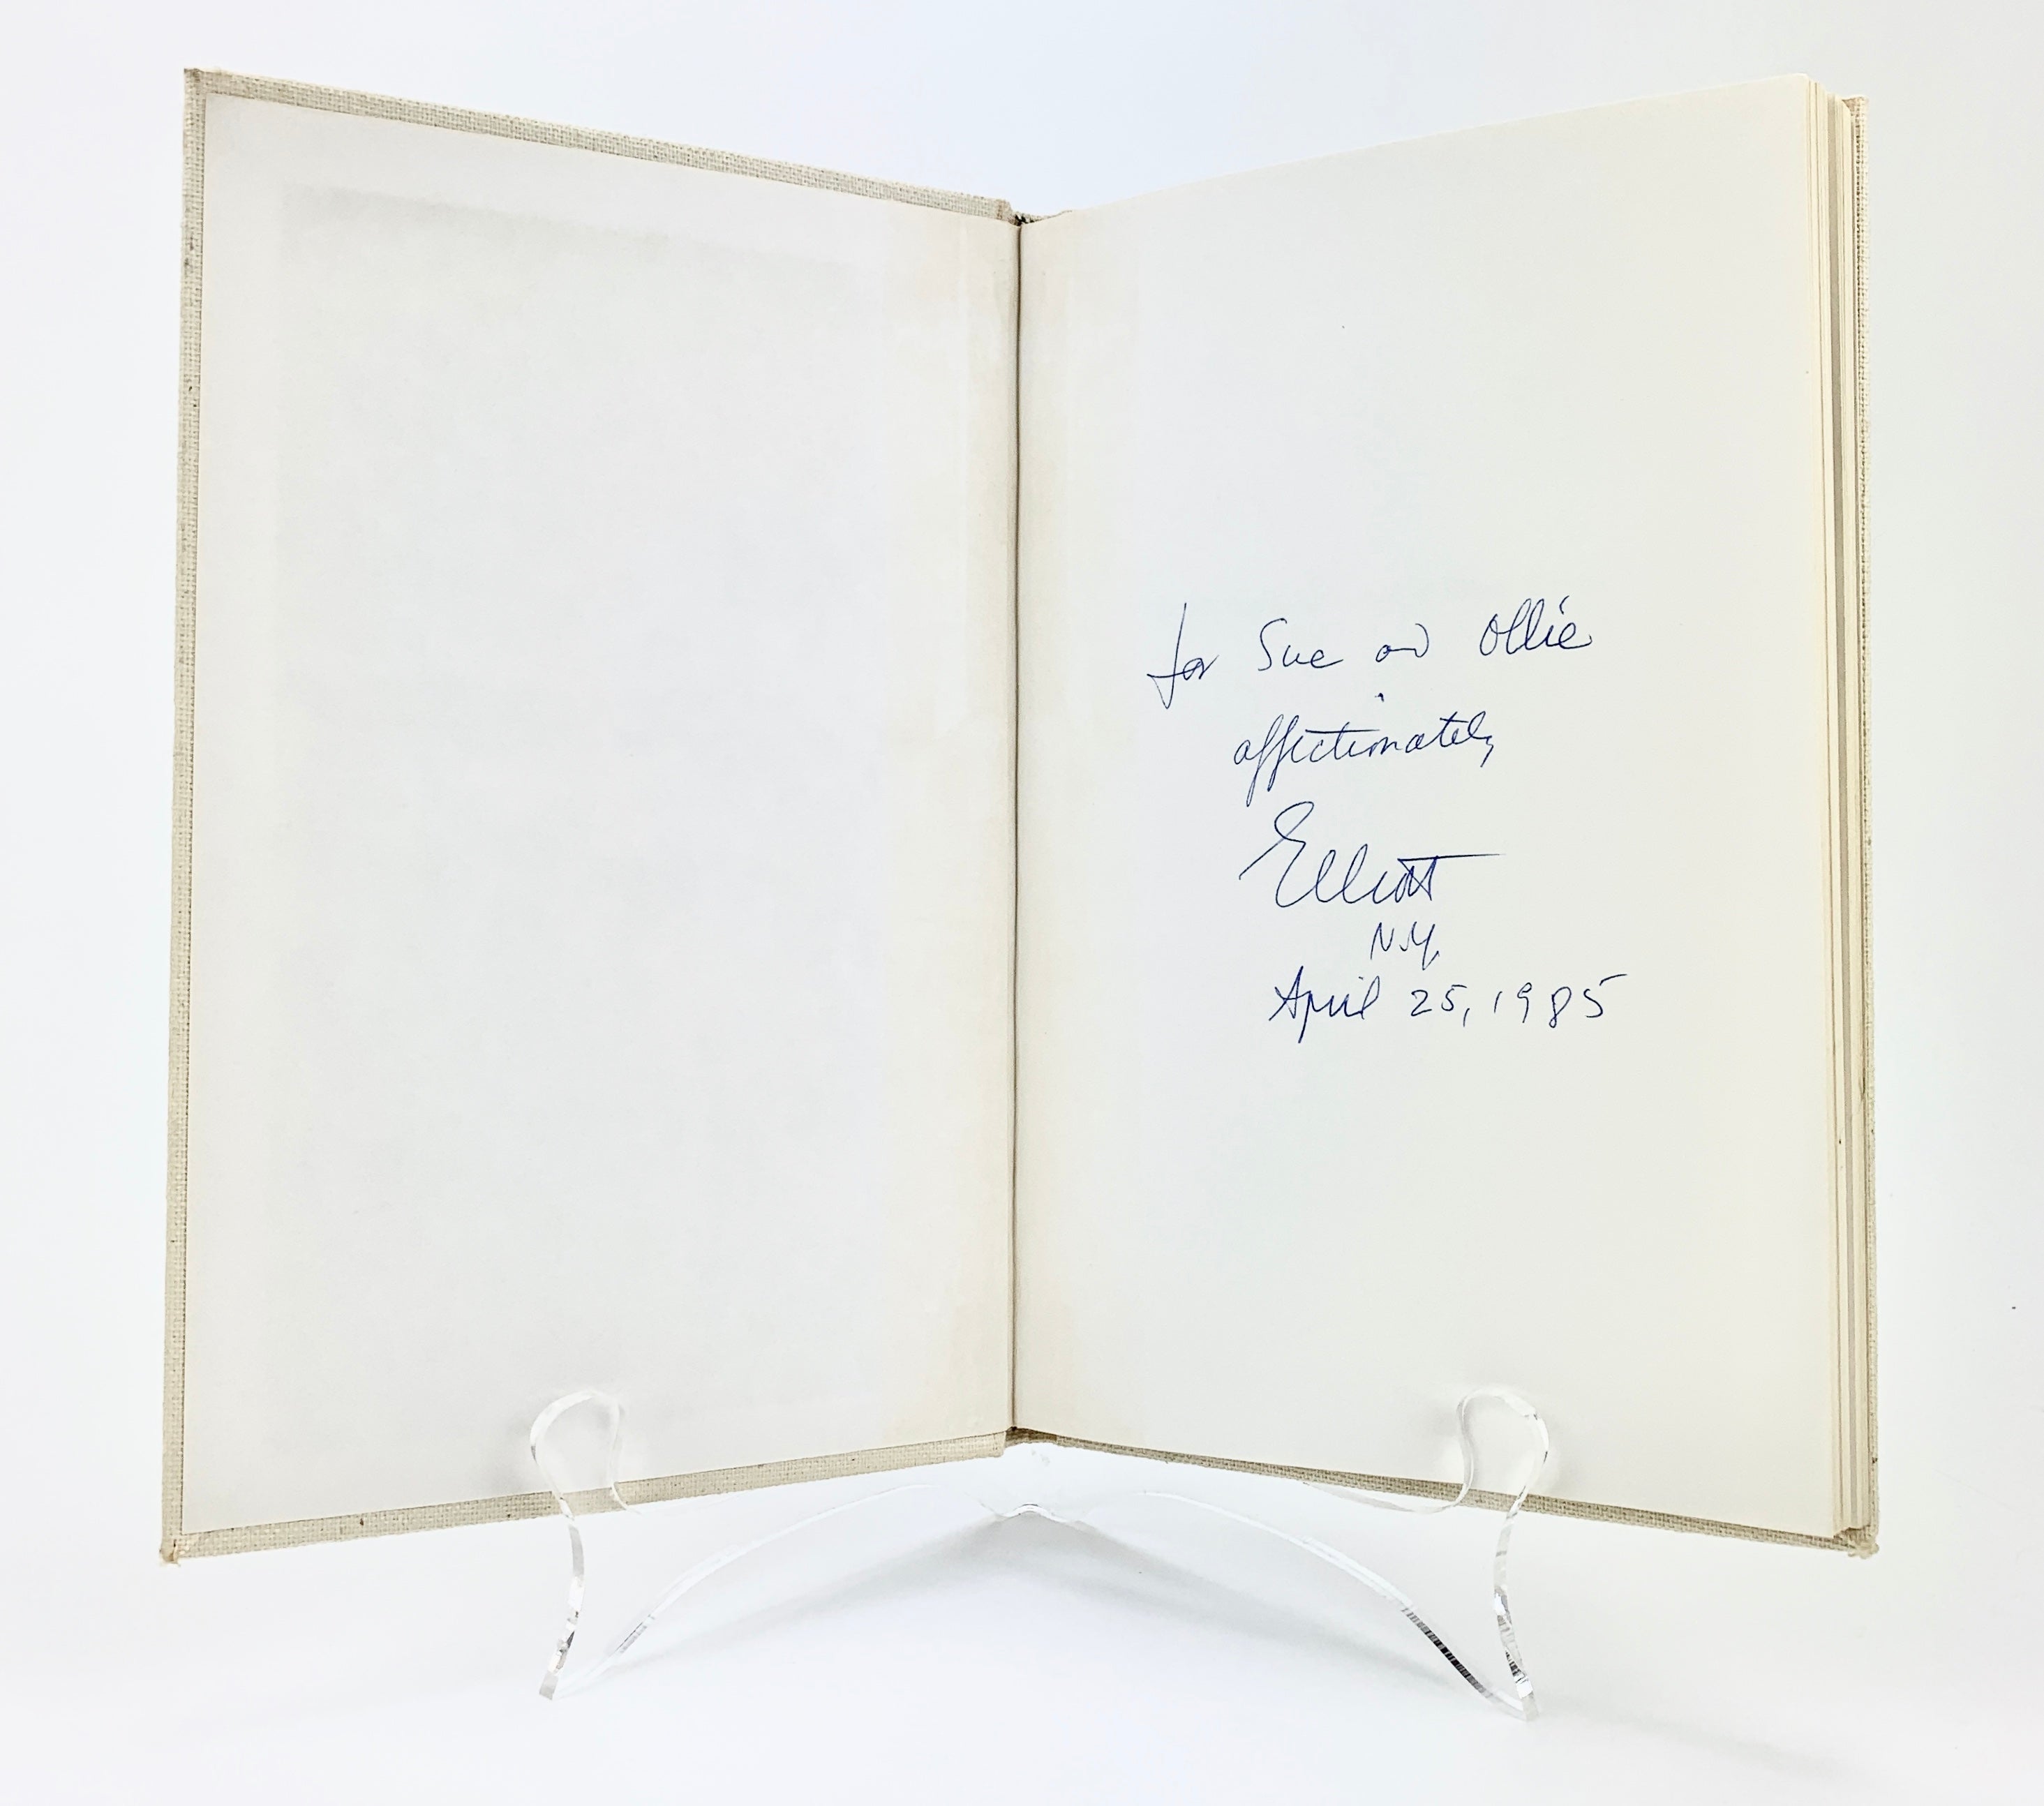 for Sue and Ollie
affectionately
Elliott
N.Y.
April 25, 1985